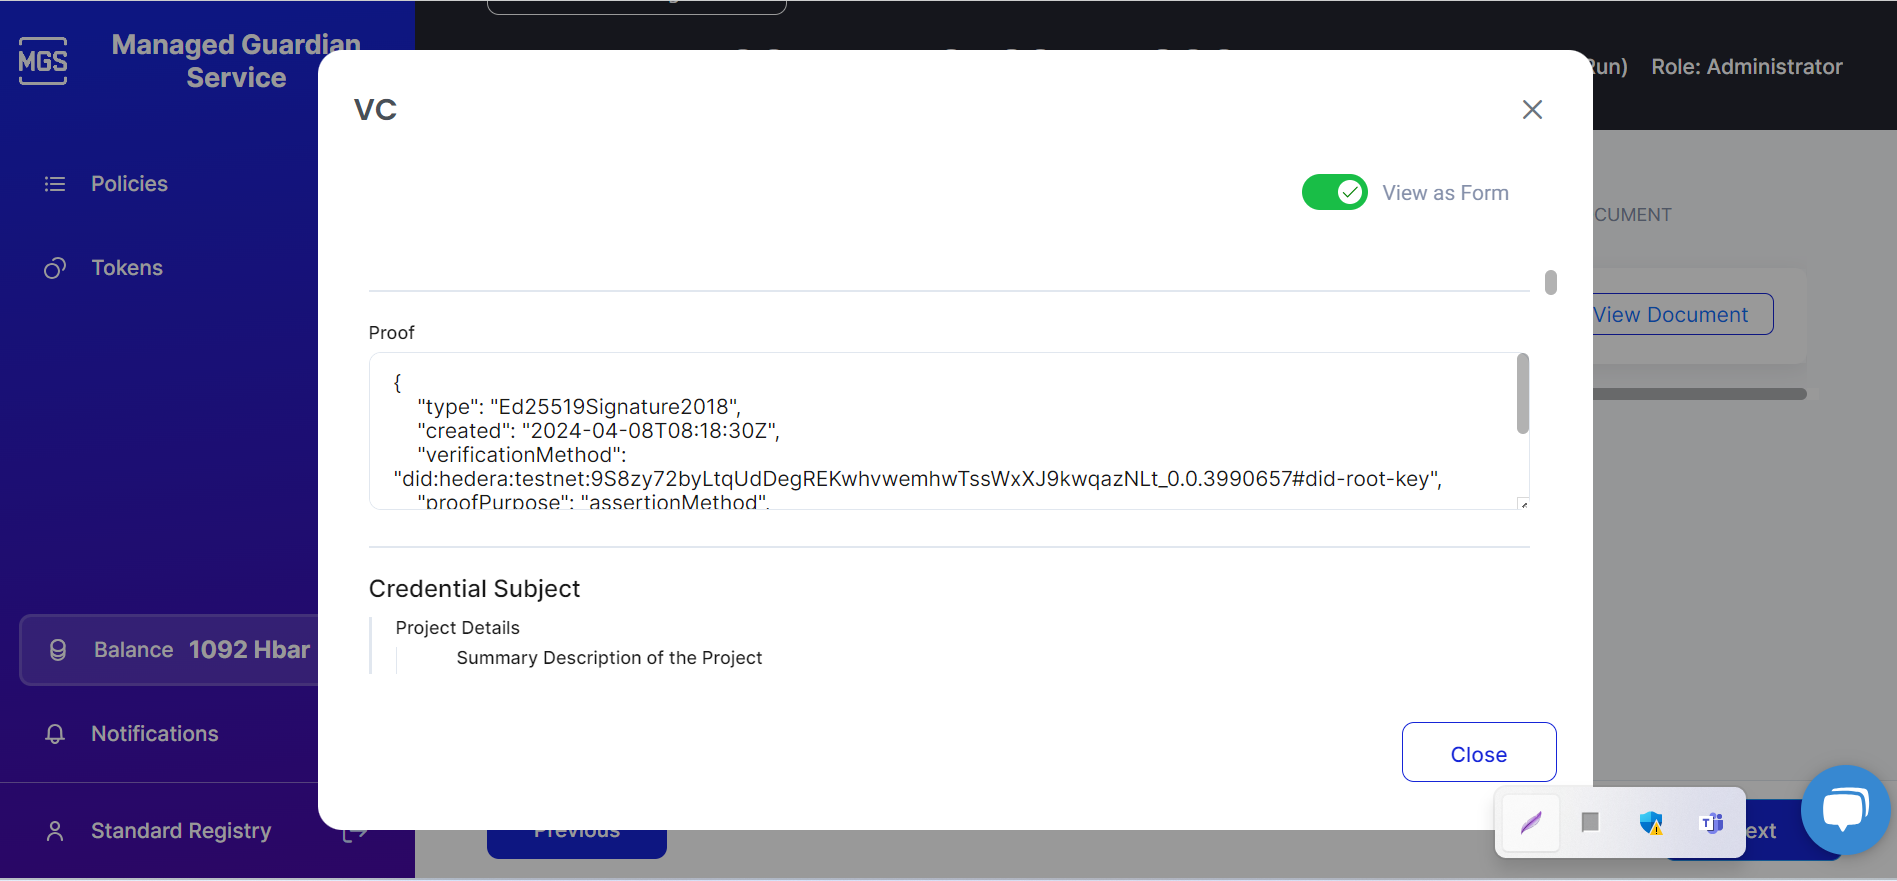 MGS
Managed Guardian
Service
Role: Administrator
Policies
Tokens
Balance 1092 Hbar
Notifications
Standard Registry
VC
View as Form
CUMENT
View Document
Proof
{
"type": "Ed25519Signature2018",
"created": "2024-04-08T08:18:30Z",
"verificationMethod":
"did:hedera:testnet:9S8zy72byLtqUdDegREKwhvwemhwTssWxXJ9kwqazNLt_0.0.3990657#did-root-key",
"proofPurpose": "assertionMethod",
Credential Subject
Project Details
Summary Description of the Project
Close
Previous
ext